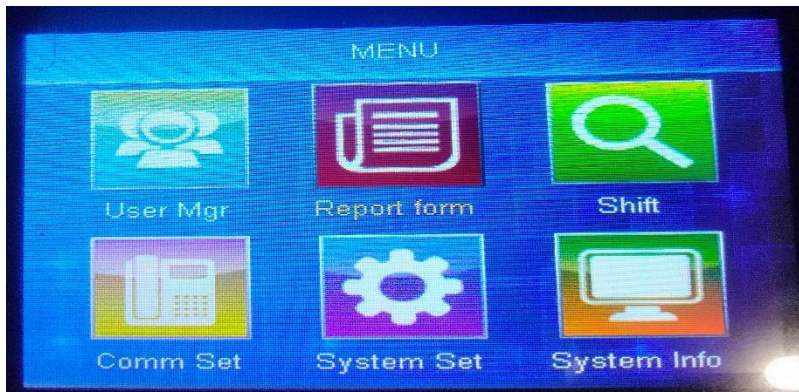 MENU
User Mgr
Report form
Shift
Comm Set
System Set
System Info